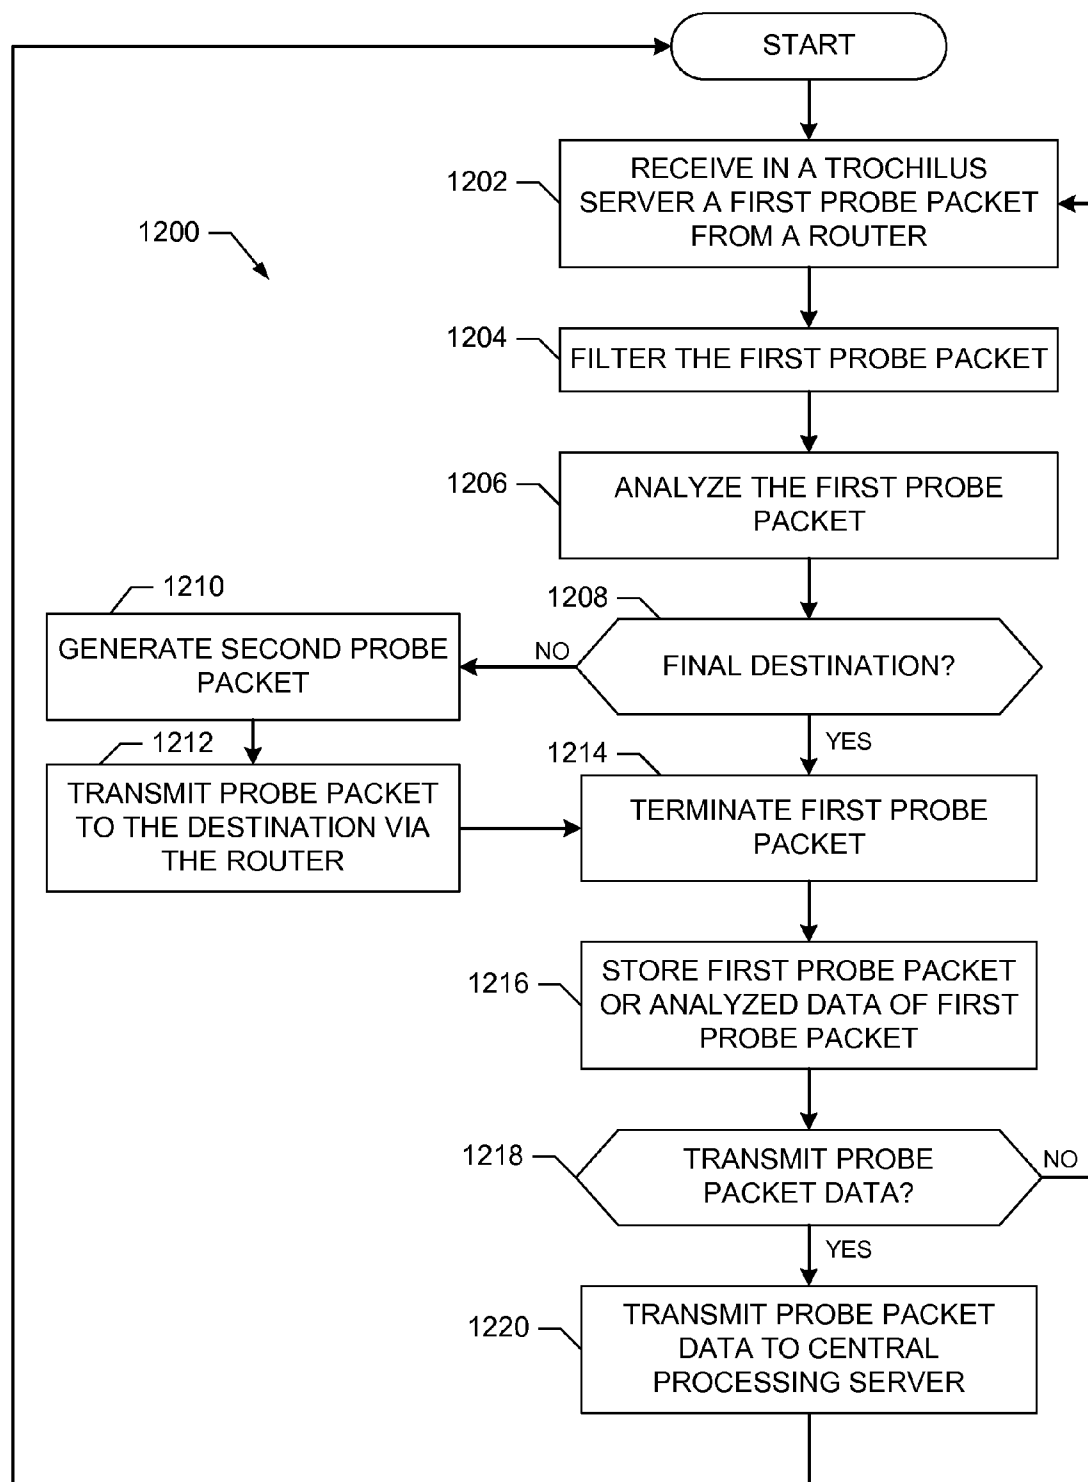 START
1202
RECEIVE IN A TROCHILUS
SERVER A FIRST PROBE PACKET
FROM A ROUTER
1200
1204
FILTER THE FIRST PROBE PACKET
1206
ANALYZE THE FIRST PROBE
PACKET
1210
1208
GENERATE SECOND PROBE
PACKET
NO
FINAL DESTINATION?
1212
YES
1214
TRANSMIT PROBE PACKET
TO THE DESTINATION VIA
THE ROUTER
TERMINATE FIRST PROBE
PACKET
1216
STORE FIRST PROBE PACKET
OR ANALYZED DATA OF FIRST
PROBE PACKET
1218
TRANSMIT PROBE
PACKET DATA?
NO
YES
1220
TRANSMIT PROBE PACKET
DATA TO CENTRAL
PROCESSING SERVER